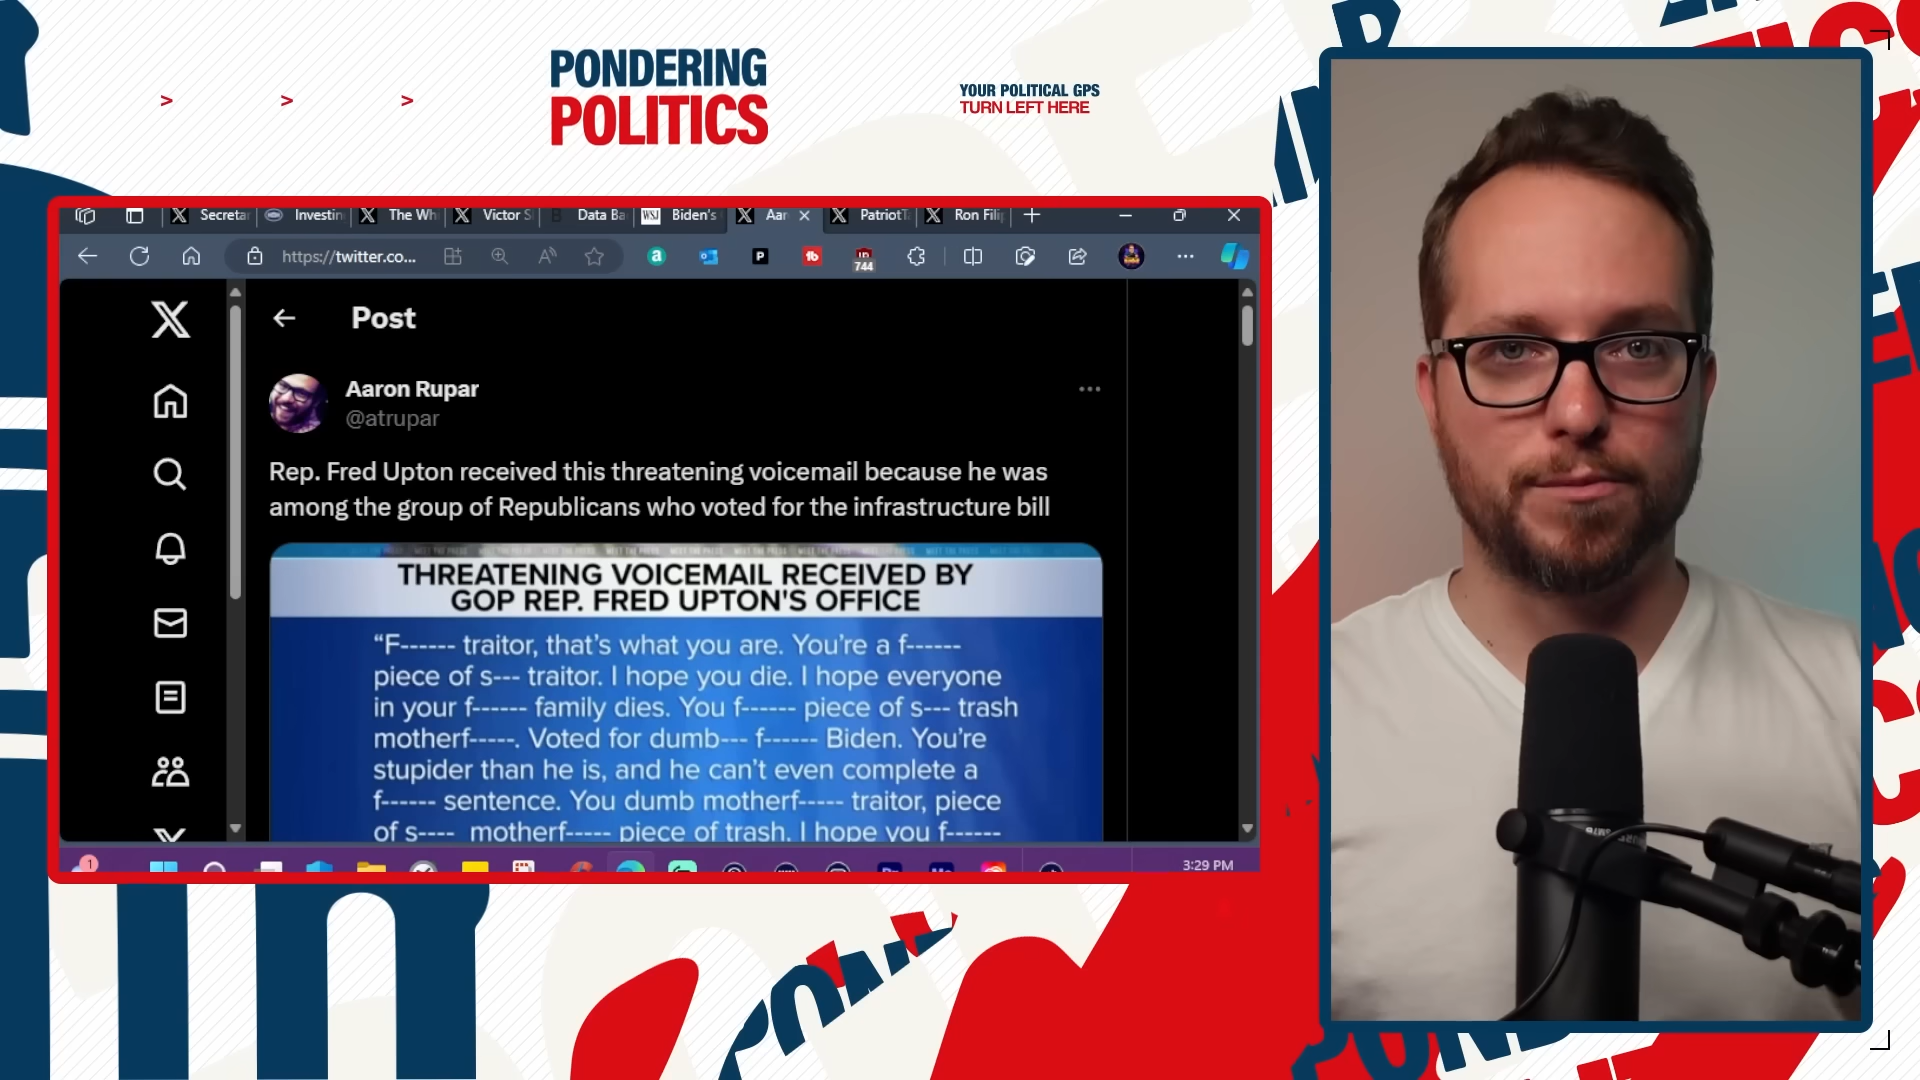 PONDERING
POLITICS
YOUR POLITICAL GPS
TURN LEFT HERE
> > >
Secreta
Investin
The Wh
Victor S
Data Ba
WSJ
Biden's
Aar
Patriot
Ron Fili
https://twitter.co...
744
Post
Aaron Rupar
@atrupar
Rep. Fred Upton received this threatening voicemail because he was
among the group of Republicans who voted for the infrastructure bill
THREATENING VOICEMAIL RECEIVED BY
GOP REP. FRED UPTON'S OFFICE
“F------ traitor, that’s what you are. You’re a f------
piece of s--- traitor. I hope you die. I hope everyone
in your f------ family dies. You f------ piece of s--- trash
motherf-----. Voted for dumb--- f------ Biden. You’re
stupider than he is, and he can’t even complete a
f------ sentence. You dumb motherf----- traitor, piece
of s---- motherf----- piece of trash. I hope you f------
1
3:29 PM